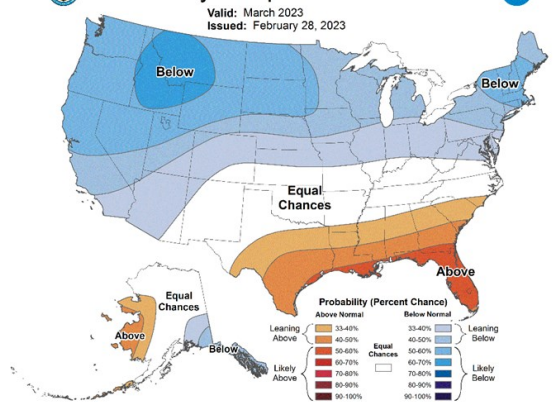 Valid: March 2023
Issued: February 28, 2023
Below
Below
Equal
Chances
Above
Equal
Chances
Above
Below
Probability (Percent Chance)
Above Normal
Below Normal
Leaning
Above
33-40%
40-50%
Likely
Above
50-60%
60-70%
70-80%
80-90%
90-100%
Equal
Chances
33-40%
40-50%
Leaning
Below
50-60%
60-70%
70-80%
80-90%
90-100%
Likely
Below